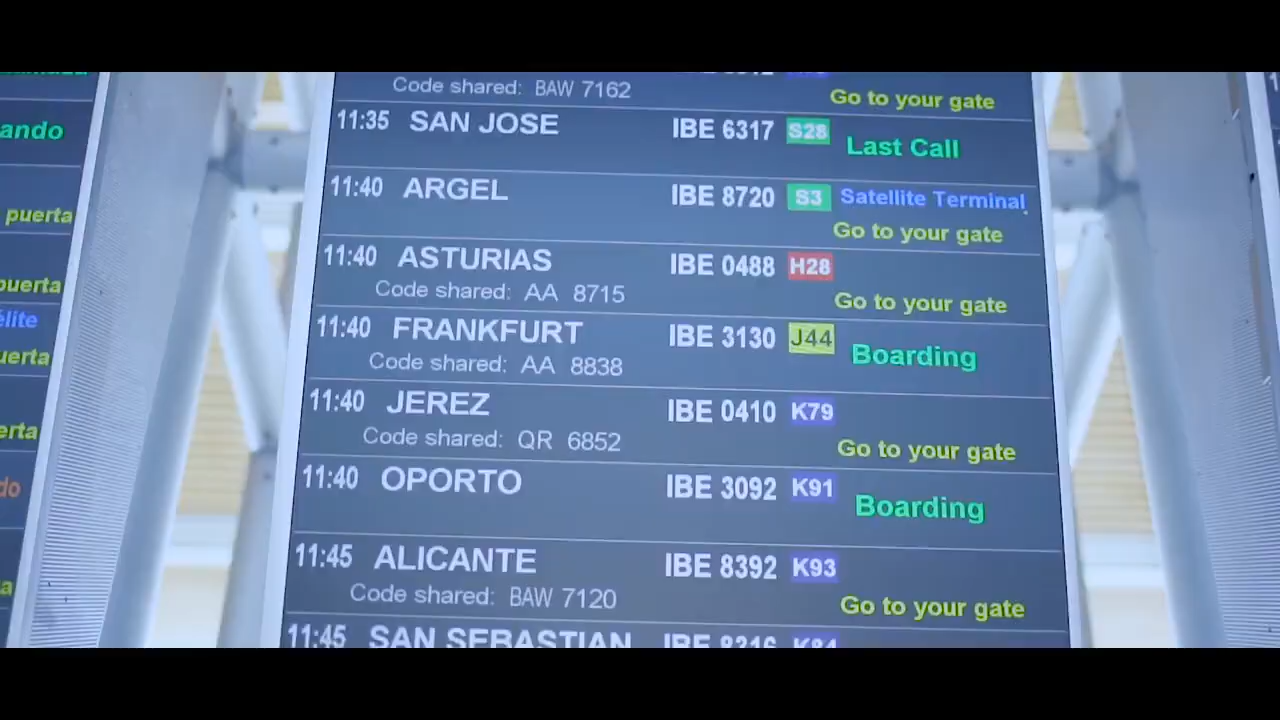 Code shared: BAW 7162
Go to your gate
11:35 SAN JOSE IBE 6317 S28 Last Call
11:40 ARGEL IBE 8720 S3 Satellite Terminal
Go to your gate
11:40 ASTURIAS IBE 0488 H28
Code shared: AA 8715 Go to your gate
11:40 FRANKFURT IBE 3130 J44 Boarding
Code shared: AA 8838
11:40 JEREZ IBE 0410 K79
Code shared: QR 6852 Go to your gate
11:40 OPORTO IBE 3092 K91 Boarding
11:45 ALICANTE IBE 8392 K93
Code shared: BAW 7120 Go to your gate
11:45 SAN SEBASTIAN IBE 8216 K84
ando
puerta
puerta
élite
uerta
erta
do
a